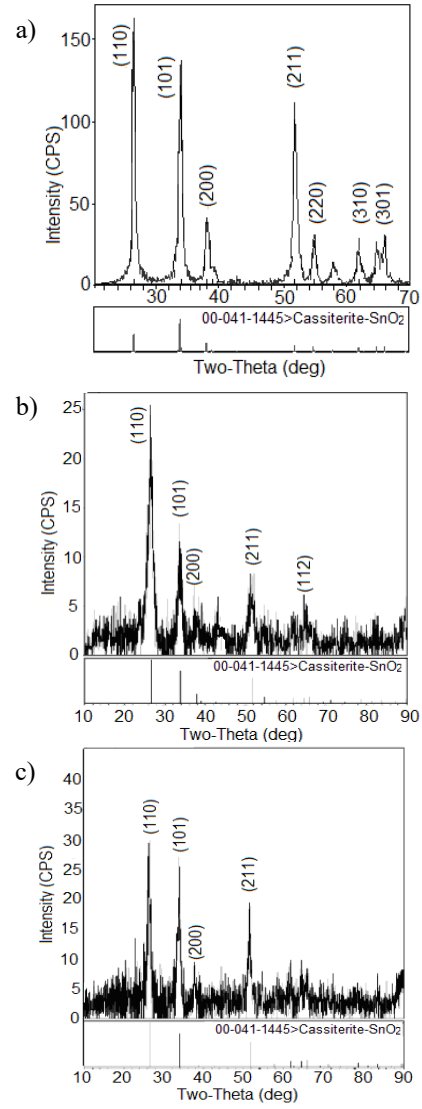 a)
Intensity (CPS)
150
100
50
0
(110)
(101)
(200)
(211)
(220)
(310)
(301)
30 40 50 60 70
00-041-1445>Cassiterite-SnO₂
Two-Theta (deg)
b)
Intensity (CPS)
25
20
15
10
5
0
(110)
(101)
(200)
(211)
(112)
00-041-1445>Cassiterite-SnO₂
10 20 30 40 50 60 70 80 90
Two-Theta (deg)
c)
Intensity (CPS)
40
35
30
25
20
15
10
5
0
(110)
(101)
(200)
(211)
00-041-1445>Cassiterite-SnO₂
10 20 30 40 50 60 70 80 90
Two-Theta (deg)